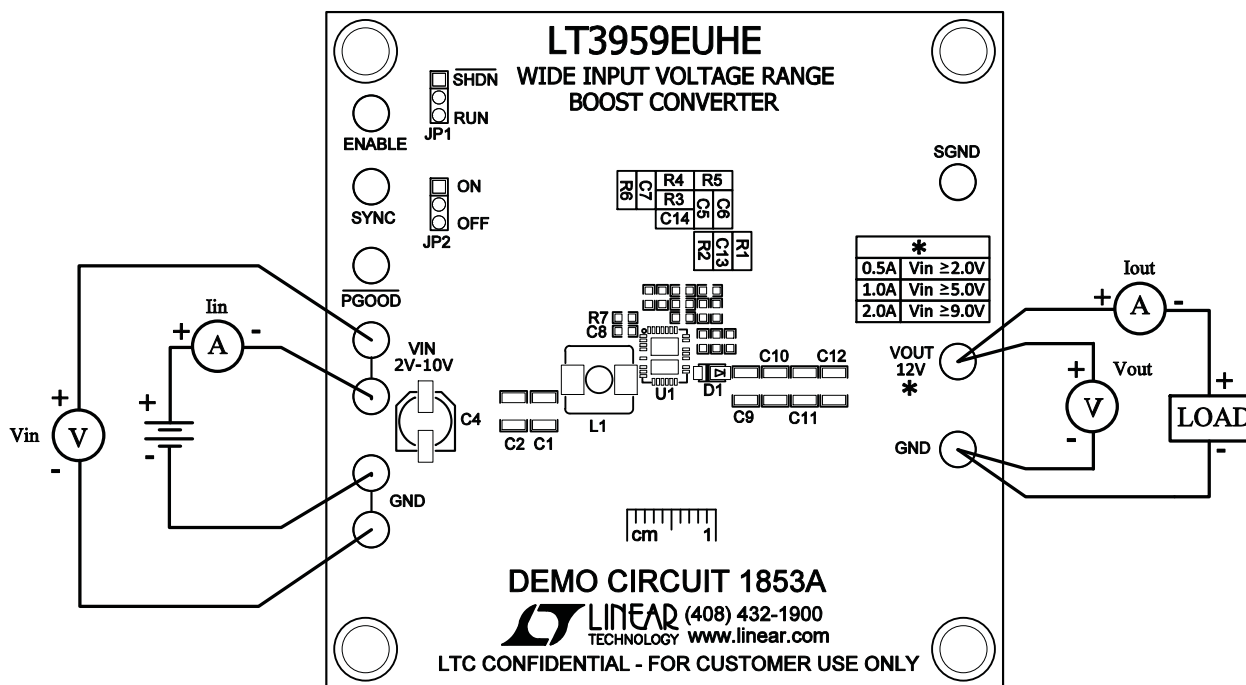 LT3959EUHE
WIDE INPUT VOLTAGE RANGE
BOOST CONVERTER
SHDN
RUN
JP1
ENABLE
SYNC
ON
OFF
JP2
PGOOD
SGND
R6
C7
R4
R5
R3
C14
C5
C6
R2
C13
R1
*
0.5A Vin ≥2.0V
1.0A Vin ≥5.0V
2.0A Vin ≥9.0V
Iin
+ A -
VIN
2V-10V
R7
C8
U1
D1
C10
C12
C9
C11
L1
C2
C1
C4
Vin
+
V
-
+
-
GND
Iout
+ A -
VOUT
12V
*
Vout
+
V
-
+
LOAD
-
GND
cm 1
DEMO CIRCUIT 1853A
LT LINEAR
TECHNOLOGY
(408) 432-1900
www.linear.com
LTC CONFIDENTIAL - FOR CUSTOMER USE ONLY